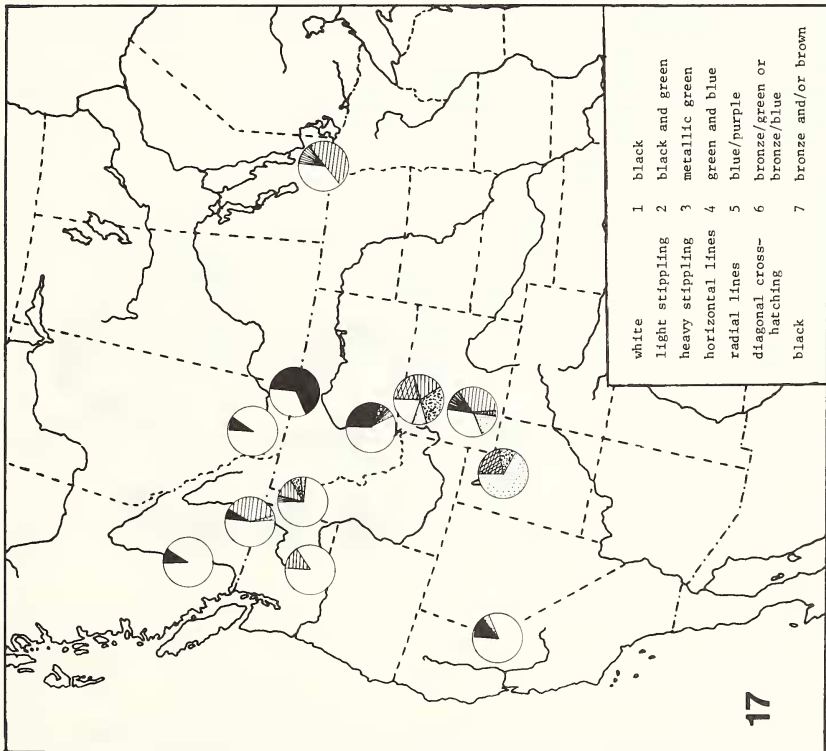 white 1 black
light stippling 2 black and green
heavy stippling 3 metallic green
horizontal lines 4 green and blue
radial lines 5 blue/purple
diagonal cross- 6 bronze/green or
hatching bronze/blue
black 7 bronze and/or brown
17